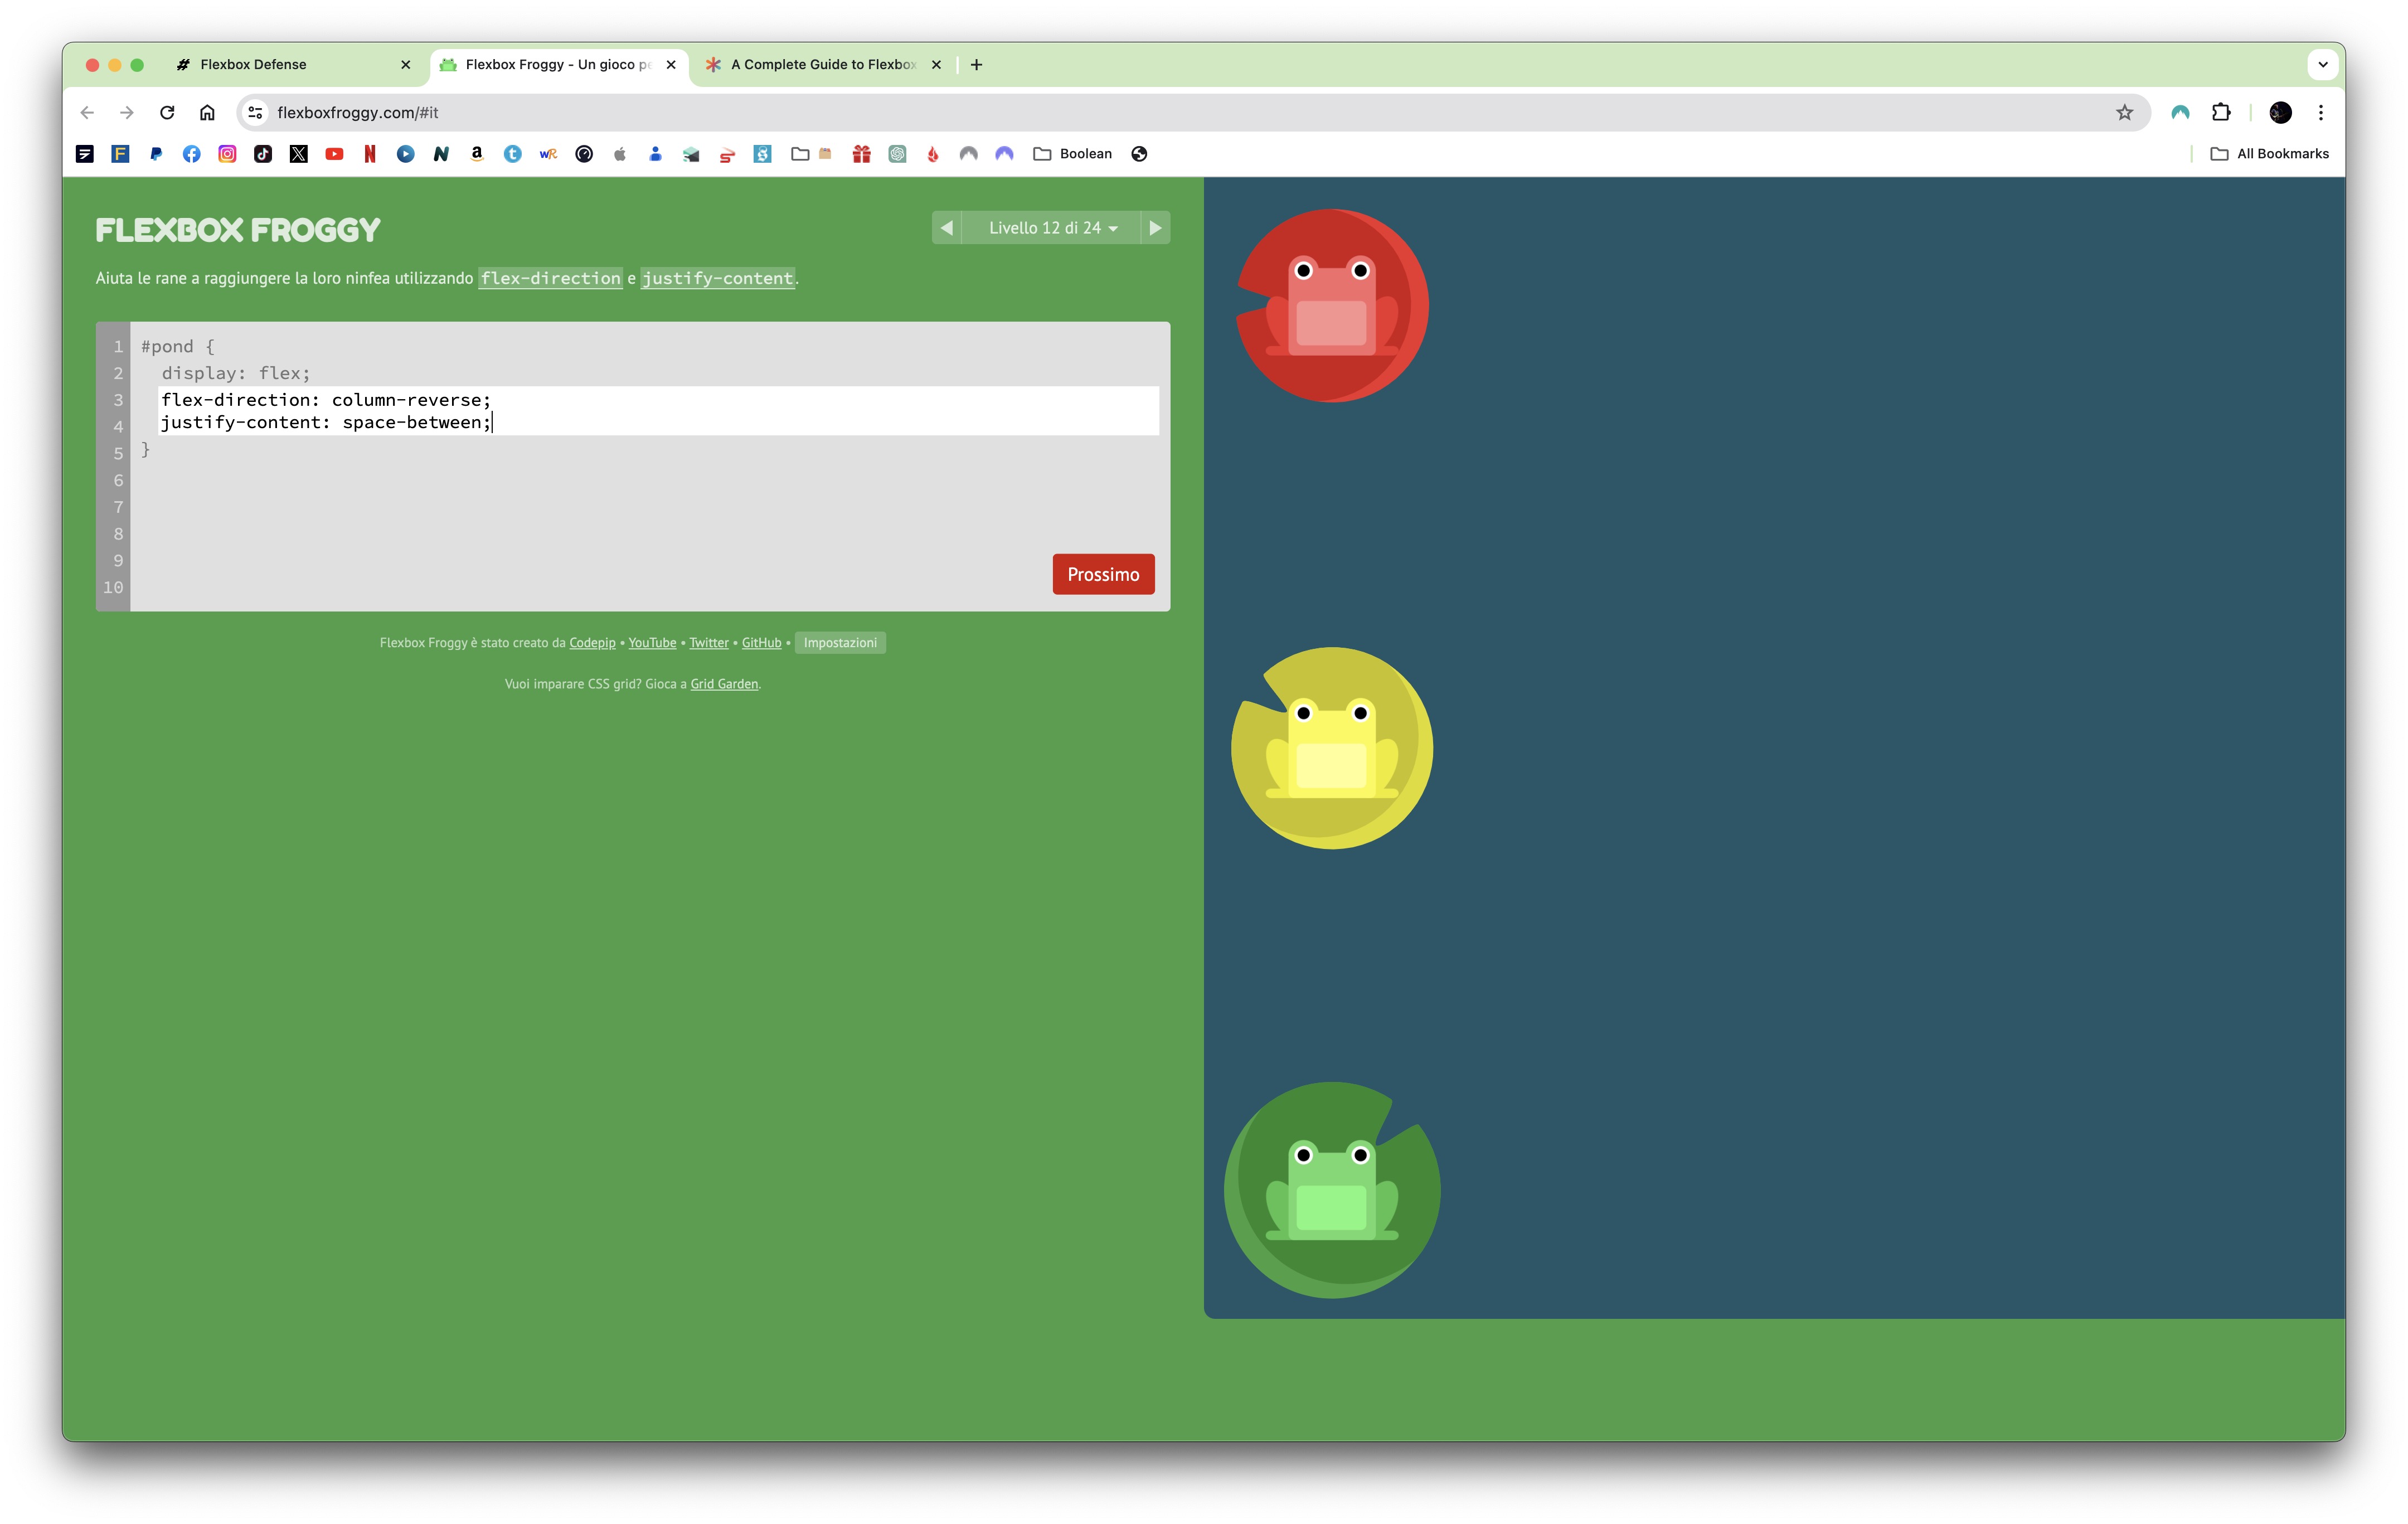 Flexbox Defense
Flexbox Froggy - Un gioco pe
A Complete Guide to Flexbox
flexboxfroggy.com/#it
Boolean
All Bookmarks
FLEXBOX FROGGY
Livello 12 di 24
Aiuta le rane a raggiungere la loro ninfea utilizzando flex-direction e justify-content.
1 #pond {
2 display: flex;
3 flex-direction: column-reverse;
4 justify-content: space-between;
5 }
6
7
8
9
10
Prossimo
Flexbox Froggy è stato creato da Codepip • YouTube • Twitter • GitHub • Impostazioni
Vuoi imparare CSS grid? Gioca a Grid Garden.